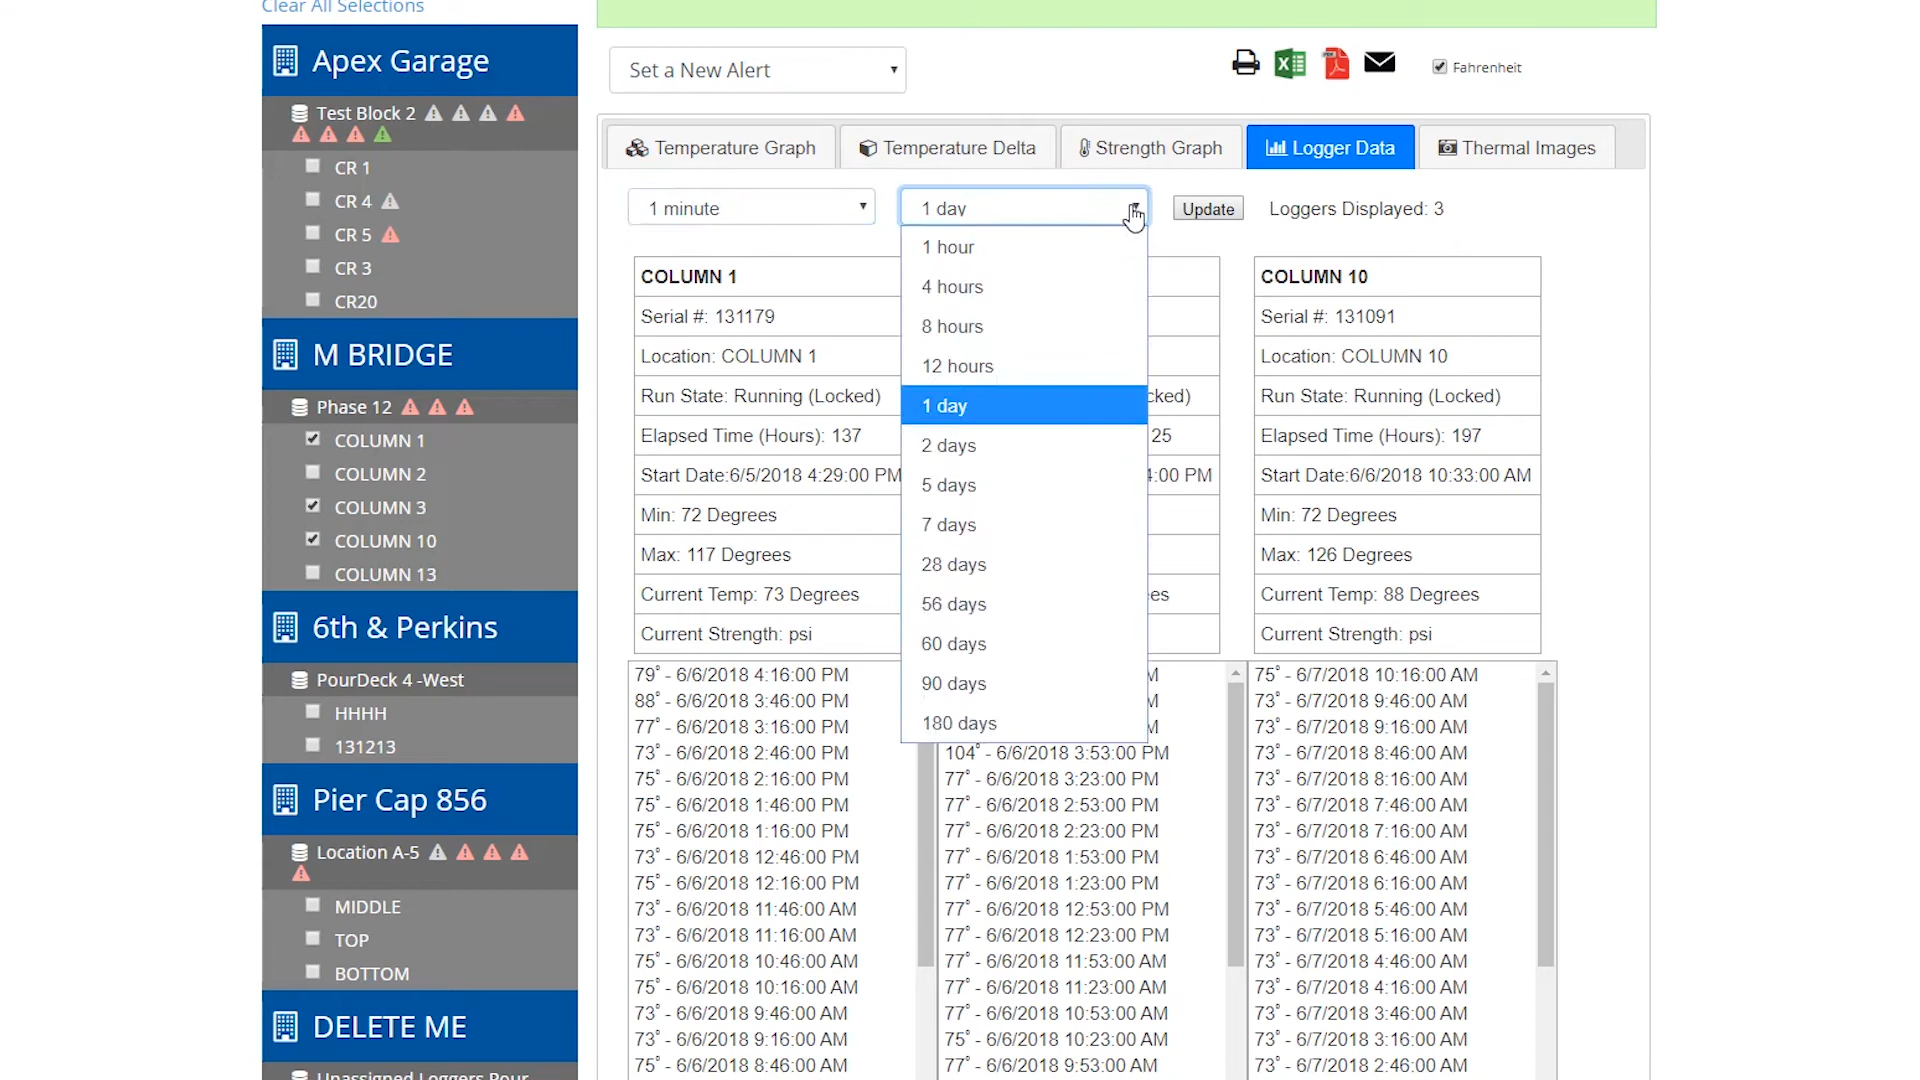 Clear All Selections
Apex Garage
Test Block 2
CR 1
CR 4
CR 5
CR 3
CR20
M BRIDGE
Phase 12
COLUMN 1
COLUMN 2
COLUMN 3
COLUMN 10
COLUMN 13
6th & Perkins
PourDeck 4 -West
HHHH
131213
Pier Cap 856
Location A-5
MIDDLE
TOP
BOTTOM
DELETE ME
Unassigned Loggers Pour
Set a New Alert
Fahrenheit
Temperature Graph
Temperature Delta
Strength Graph
Logger Data
Thermal Images
1 minute
1 day
Update
Loggers Displayed: 3
1 hour
4 hours
8 hours
12 hours
1 day
2 days
5 days
7 days
28 days
56 days
60 days
90 days
180 days
COLUMN 1
Serial #: 131179
Location: COLUMN 1
Run State: Running (Locked)
Elapsed Time (Hours): 137
Start Date:6/5/2018 4:29:00 PM
Min: 72 Degrees
Max: 117 Degrees
Current Temp: 73 Degrees
Current Strength: psi
79° - 6/6/2018 4:16:00 PM
88° - 6/6/2018 3:46:00 PM
77° - 6/6/2018 3:16:00 PM
73° - 6/6/2018 2:46:00 PM
75° - 6/6/2018 2:16:00 PM
75° - 6/6/2018 1:46:00 PM
75° - 6/6/2018 1:16:00 PM
73° - 6/6/2018 12:46:00 PM
75° - 6/6/2018 12:16:00 PM
73° - 6/6/2018 11:46:00 AM
73° - 6/6/2018 11:16:00 AM
75° - 6/6/2018 10:46:00 AM
75° - 6/6/2018 10:16:00 AM
73° - 6/6/2018 9:46:00 AM
73° - 6/6/2018 9:16:00 AM
75° - 6/6/2018 8:46:00 AM
cked)
25
4:00 PM
es
M
M
M
104° - 6/6/2018 3:53:00 PM
77° - 6/6/2018 3:23:00 PM
77° - 6/6/2018 2:53:00 PM
77° - 6/6/2018 2:23:00 PM
77° - 6/6/2018 1:53:00 PM
77° - 6/6/2018 1:23:00 PM
77° - 6/6/2018 12:53:00 PM
77° - 6/6/2018 12:23:00 PM
77° - 6/6/2018 11:53:00 AM
77° - 6/6/2018 11:23:00 AM
77° - 6/6/2018 10:53:00 AM
75° - 6/6/2018 10:23:00 AM
77° - 6/6/2018 9:53:00 AM
COLUMN 10
Serial #: 131091
Location: COLUMN 10
Run State: Running (Locked)
Elapsed Time (Hours): 197
Start Date:6/6/2018 10:33:00 AM
Min: 72 Degrees
Max: 126 Degrees
Current Temp: 88 Degrees
Current Strength: psi
75° - 6/7/2018 10:16:00 AM
73° - 6/7/2018 9:46:00 AM
73° - 6/7/2018 9:16:00 AM
73° - 6/7/2018 8:46:00 AM
73° - 6/7/2018 8:16:00 AM
73° - 6/7/2018 7:46:00 AM
73° - 6/7/2018 7:16:00 AM
73° - 6/7/2018 6:46:00 AM
73° - 6/7/2018 6:16:00 AM
73° - 6/7/2018 5:46:00 AM
73° - 6/7/2018 5:16:00 AM
73° - 6/7/2018 4:46:00 AM
73° - 6/7/2018 4:16:00 AM
73° - 6/7/2018 3:46:00 AM
73° - 6/7/2018 3:16:00 AM
73° - 6/7/2018 2:46:00 AM